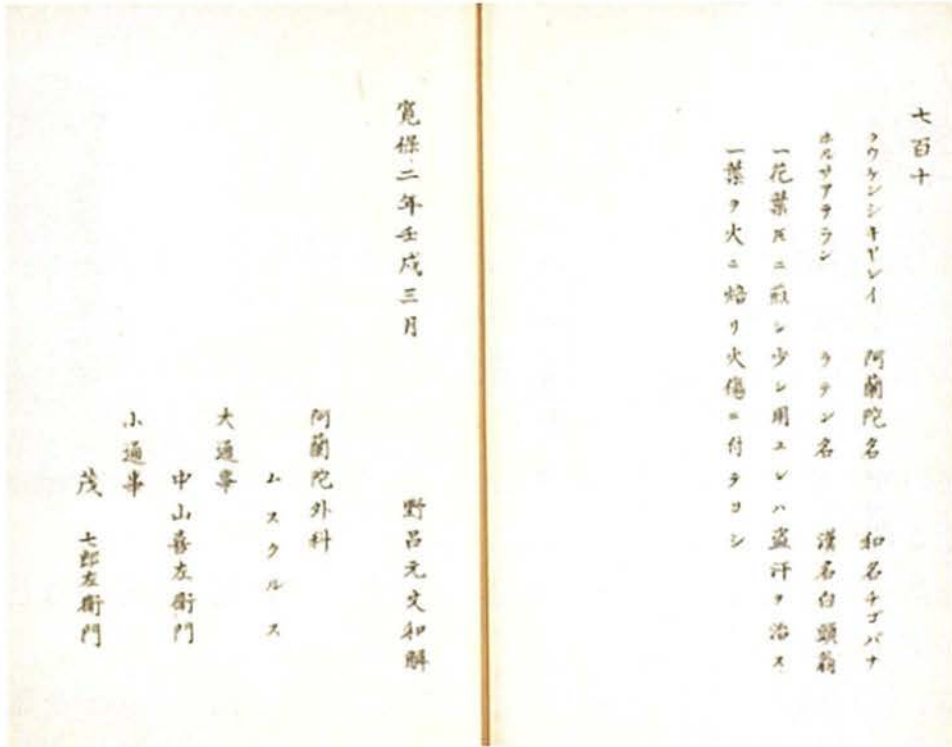 七百十
フウケンシキヤレイ 阿蘭陀名 和名チゴバナ
ホルサアテラン ラテン名 漢名白頭翁
一花葉圧ニ煎シ少シ用ユレハ盗汗ヲ治ス
一葉ヲ火ニ焙リ火傷ニ付テヨシ
寛保二年壬戌三月
野呂元丈和解
阿蘭陀外科
ムスクルス
大通事
中山喜左衛門
小通事
茂 七郎左衛門